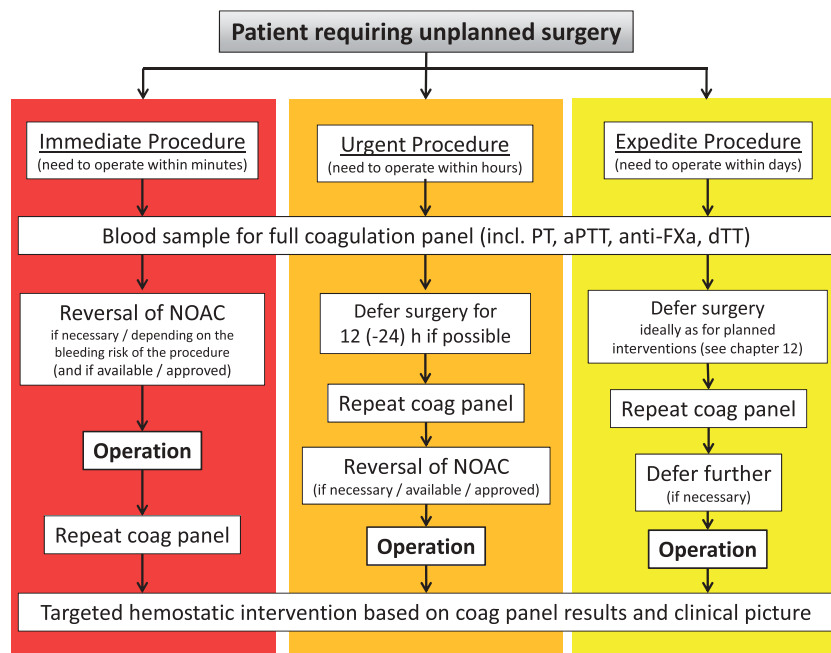 Patient requiring unplanned surgery
Immediate Procedure
(need to operate within minutes)
Urgent Procedure
(need to operate within hours)
Expedite Procedure
(need to operate within days)
Blood sample for full coagulation panel (incl. PT, aPTT, anti-FXa, dTT)
Reversal of NOAC
if necessary / depending on the
bleeding risk of the procedure
(and if available / approved)
Operation
Repeat coag panel
Defer surgery for
12 (-24) h if possible
Repeat coag panel
Reversal of NOAC
(if necessary / available / approved)
Operation
Defer surgery
ideally as for planned
interventions (see chapter 12)
Repeat coag panel
Defer further
(if necessary)
Operation
Targeted hemostatic intervention based on coag panel results and clinical picture